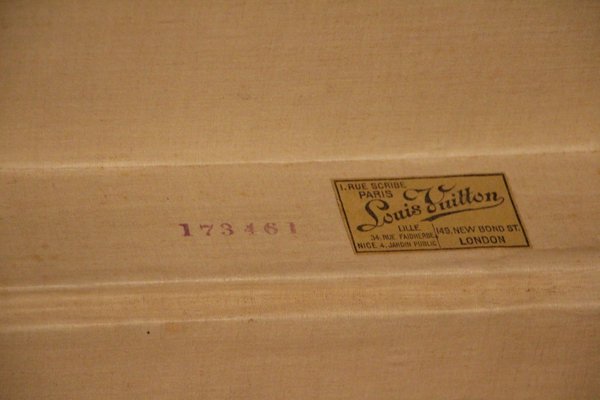 173461
1. RUE SCRIBE
PARIS
Louis Vuitton
LILLE
34. RUE FAIDHERBE
NICE 4. JARDIN PUBLIC
149. NEW BOND ST.
LONDON